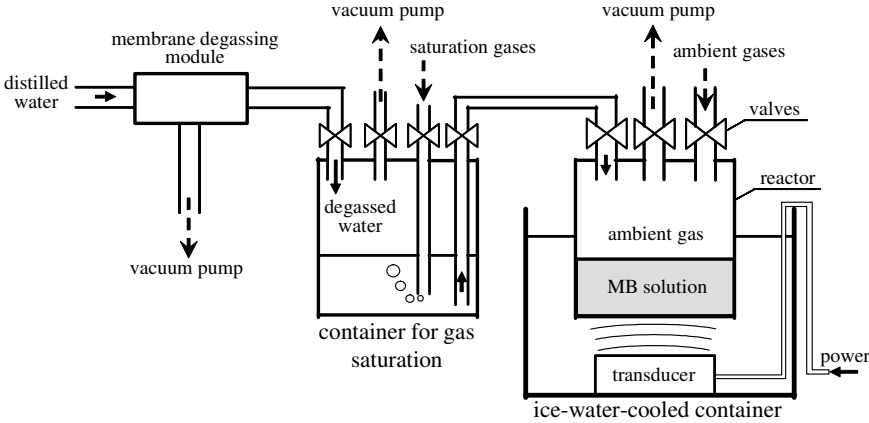 vacuum pump
vacuum pump
membrane degassing
module
saturation gases
ambient gases
distilled
water
valves
degassed
water
reactor
ambient gas
vacuum pump
MB solution
container for gas
saturation
power
transducer
ice-water-cooled container